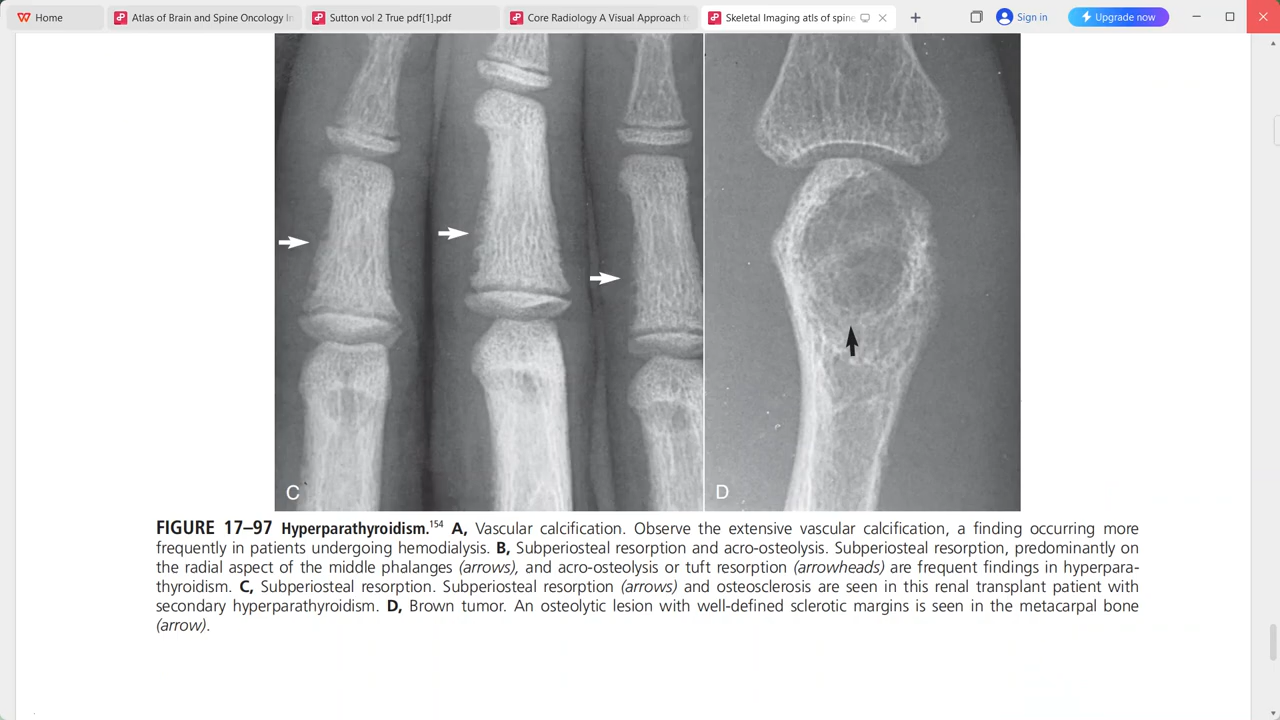 Home
Atlas of Brain and Spine Oncology I
Sutton vol 2 True pdf[1].pdf
Core Radiology A Visual Approach to
Skeletal Imaging atls of spine
Sign in
Upgrade now
C
D
FIGURE 17–97 Hyperparathyroidism.154 A, Vascular calcification. Observe the extensive vascular calcification, a finding occurring more
frequently in patients undergoing hemodialysis. B, Subperiosteal resorption and acro-osteolysis. Subperiosteal resorption, predominantly on
the radial aspect of the middle phalanges (arrows), and acro-osteolysis or tuft resorption (arrowheads) are frequent findings in hyperpara-
thyroidism. C, Subperiosteal resorption. Subperiosteal resorption (arrows) and osteosclerosis are seen in this renal transplant patient with
secondary hyperparathyroidism. D, Brown tumor. An osteolytic lesion with well-defined sclerotic margins is seen in the metacarpal bone
(arrow).